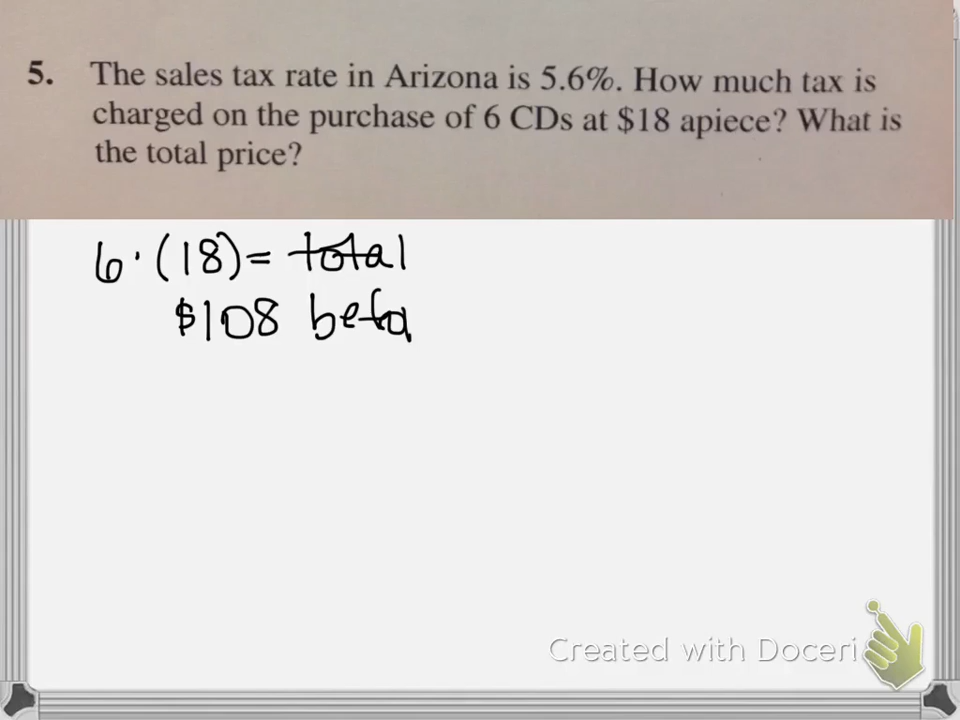 5. The sales tax rate in Arizona is 5.6%. How much tax is
charged on the purchase of 6 CDs at $18 apiece? What is
the total price?
6·(18)= total
$108 befo
Created with Doceri